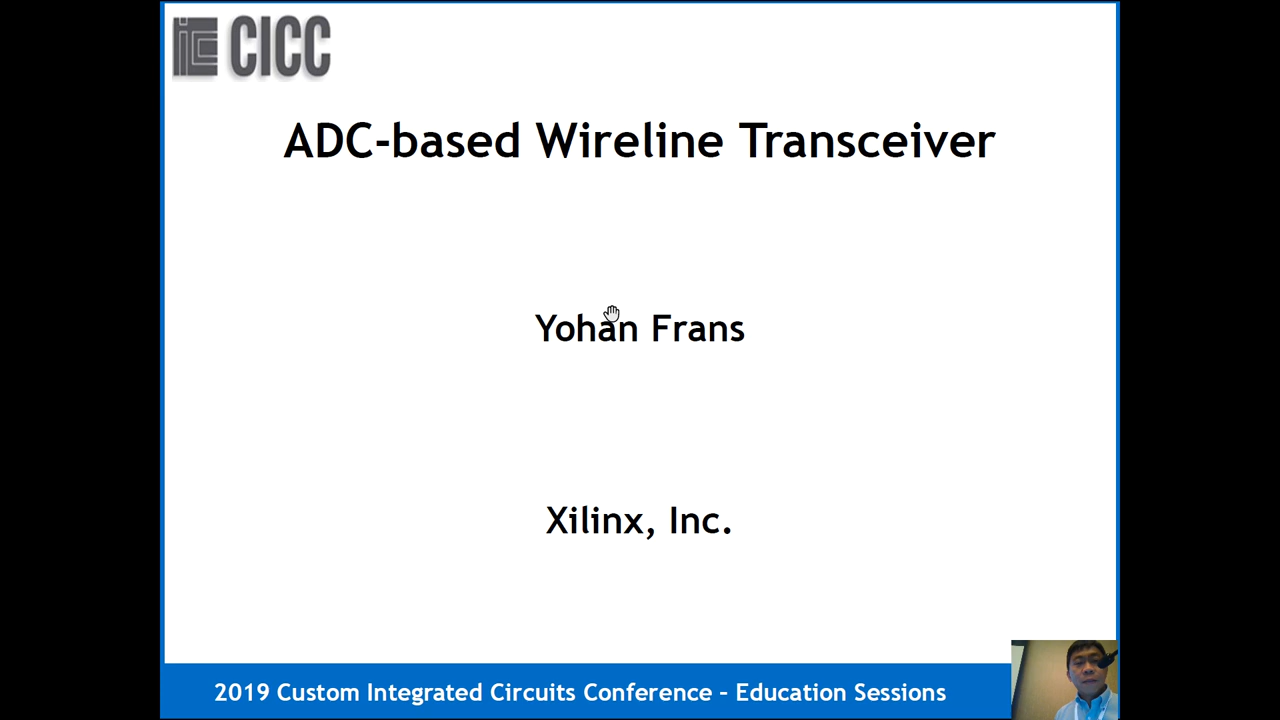 CICC
ADC-based Wireline Transceiver
Yohan Frans
Xilinx, Inc.
2019 Custom Integrated Circuits Conference – Education Sessions